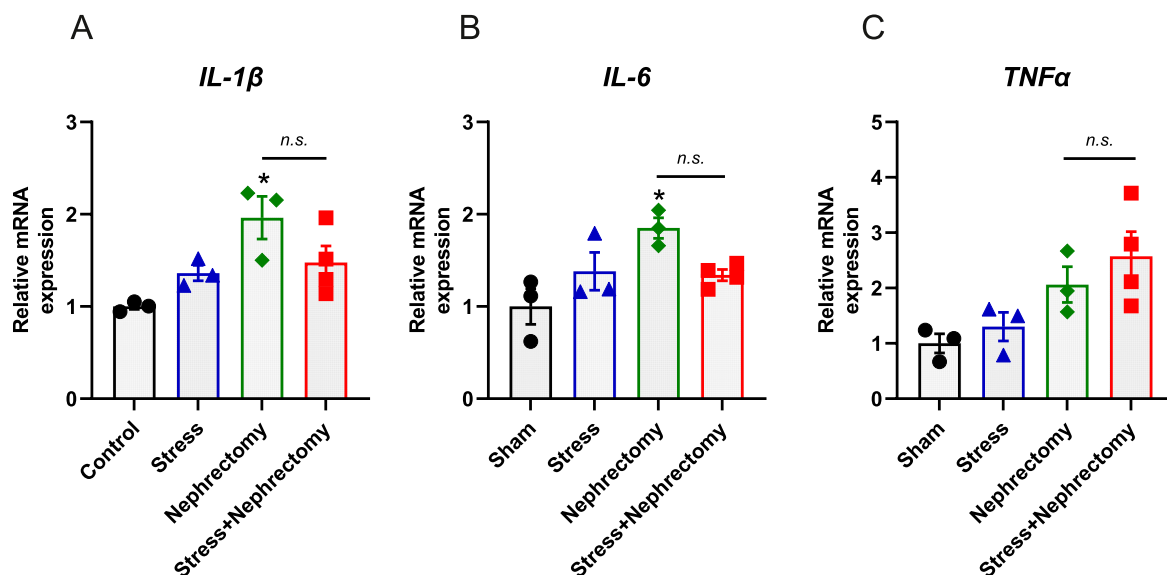 A
IL-1β
Relative mRNA
expression
3
2
1
0
n.s.
*
Control
Stress
Nephrectomy
Stress+Nephrectomy
B
IL-6
Relative mRNA
expression
3
2
1
0
n.s.
*
Sham
Stress
Nephrectomy
Stress+Nephrectomy
C
TNFα
Relative mRNA
expression
5
4
3
2
1
0
n.s.
Sham
Stress
Nephrectomy
Stress+Nephrectomy